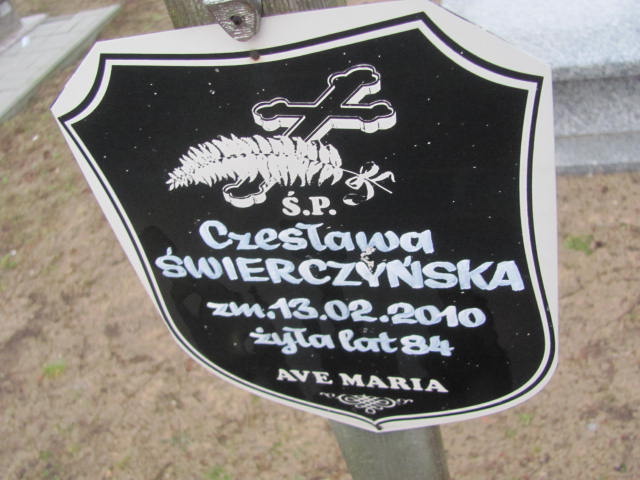 Ś.P.
Czesława
ŚWIERCZYŃSKA
zm.13.02.2010
żyła lat 84
AVE MARIA